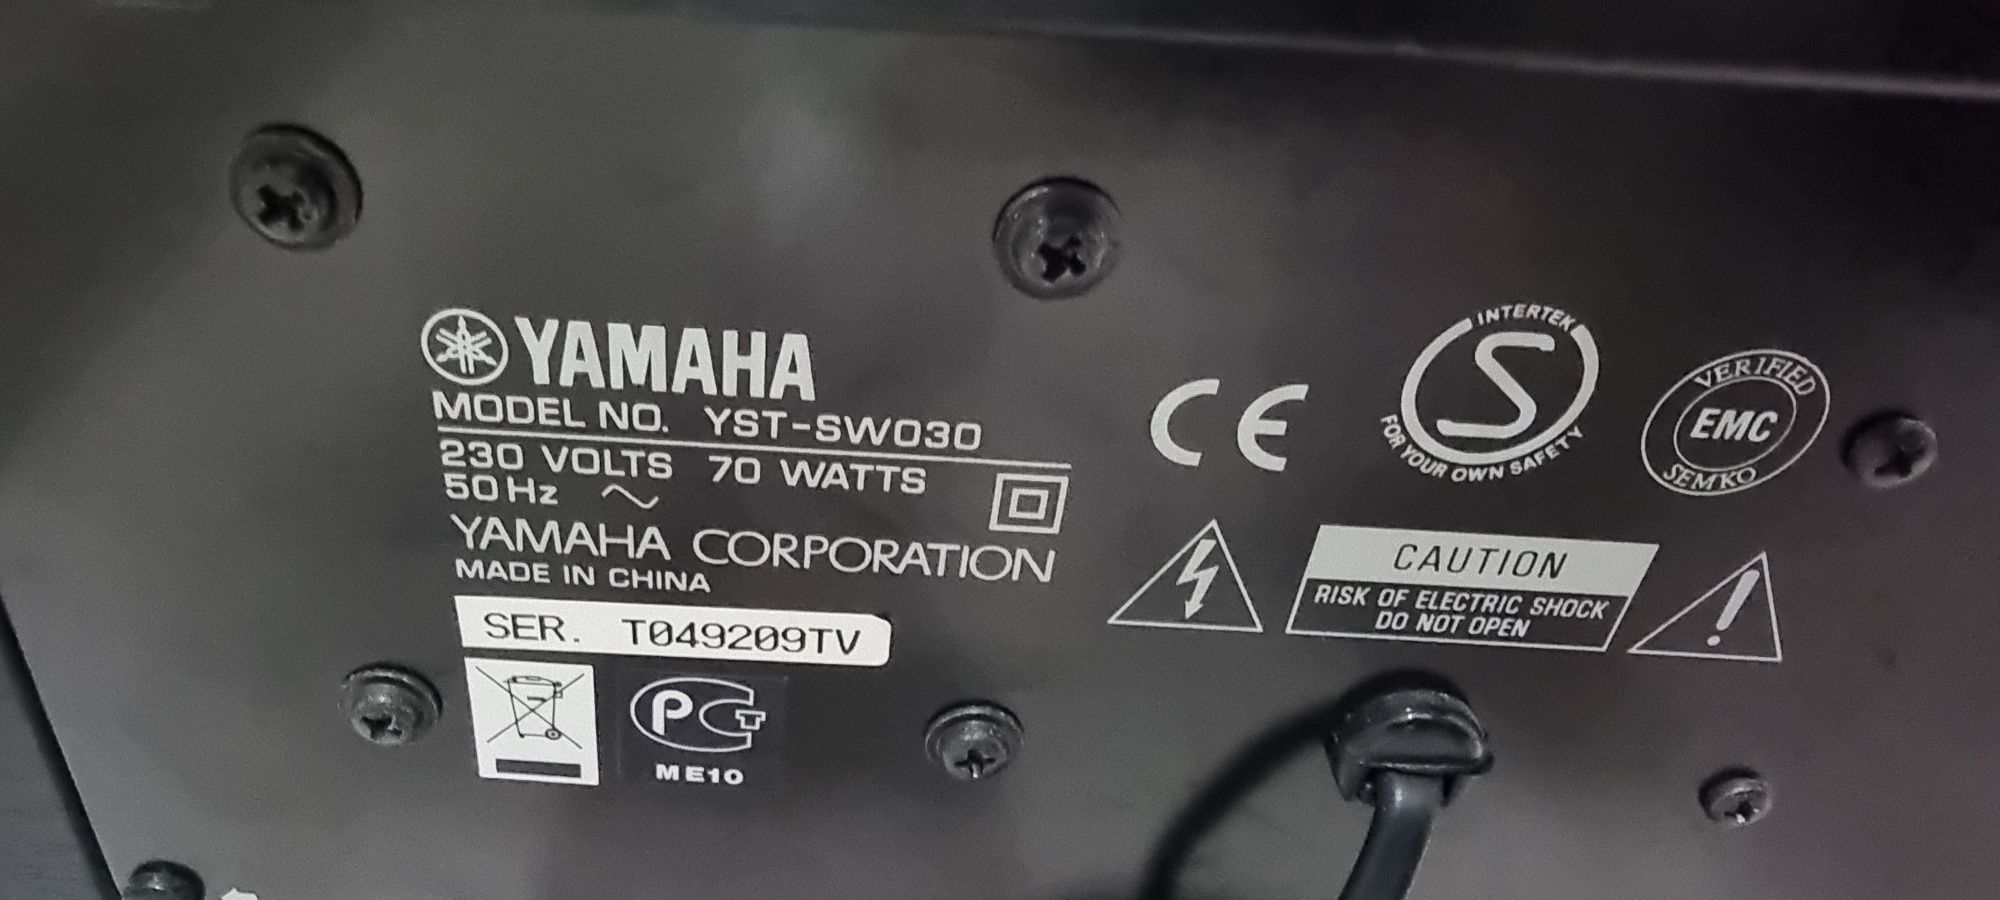 YAMAHA
MODEL NO. YST-SW030
230 VOLTS 70 WATTS
50Hz ∿
YAMAHA CORPORATION
MADE IN CHINA
SER. T049209TV
PCT
ME10
CE
INTERTEK
S
FOR YOUR OWN SAFETY
VERIFIED
EMC
SEMKO
CAUTION
RISK OF ELECTRIC SHOCK
DO NOT OPEN